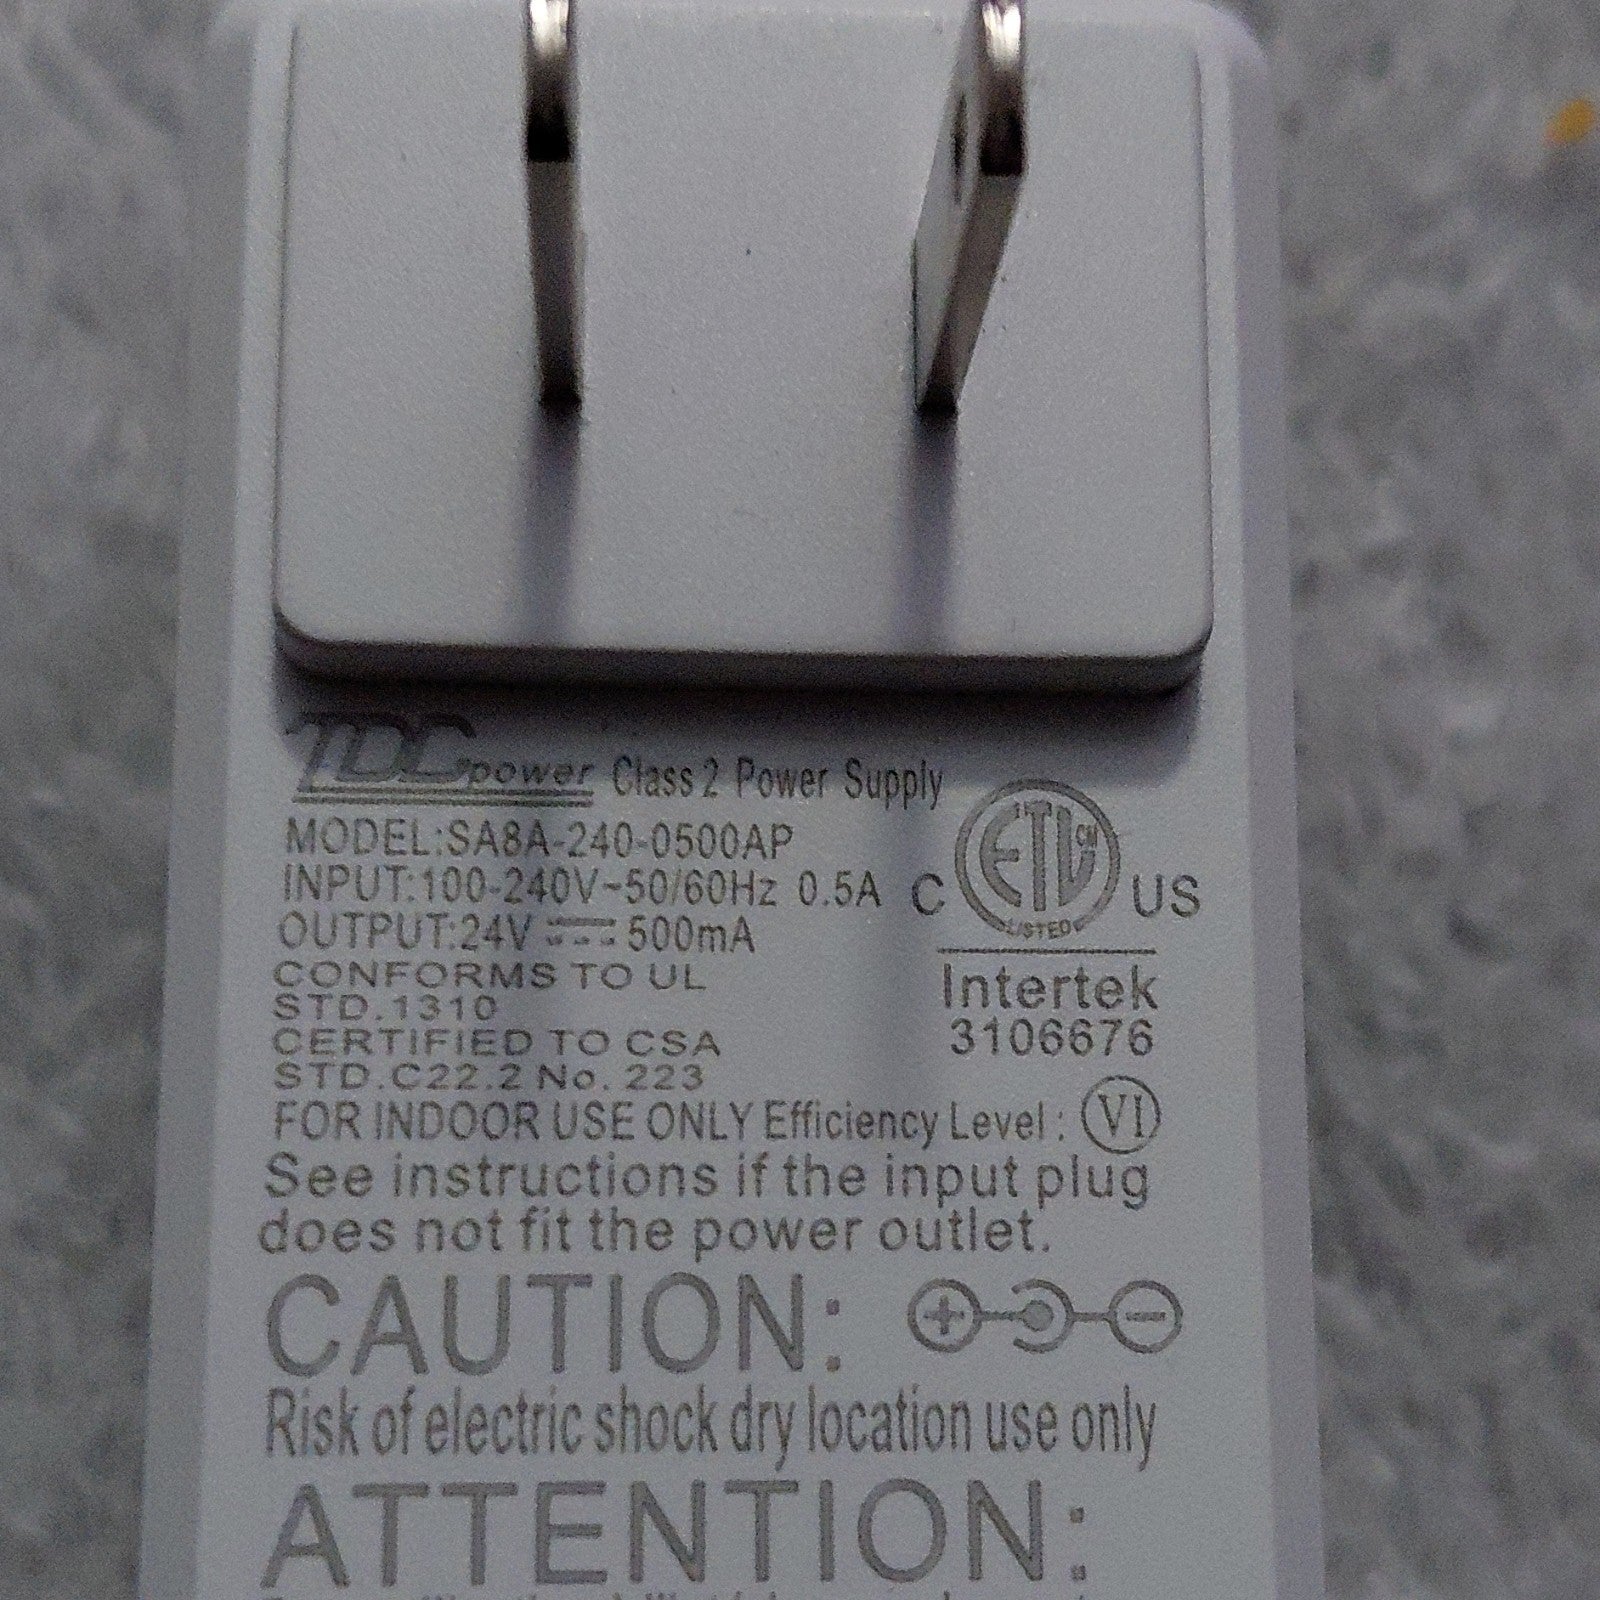 TDC power Class 2 Power Supply
MODEL:SA8A-240-0500AP
INPUT:100-240V~50/60Hz 0.5A
OUTPUT:24V ⎓ 500mA
CONFORMS TO UL
STD.1310
CERTIFIED TO CSA
STD.C22.2 No. 223
C ETL CM US
LISTED
Intertek
3106676
FOR INDOOR USE ONLY Efficiency Level : VI
See instructions if the input plug
does not fit the power outlet.
CAUTION: + −
Risk of electric shock dry location use only
ATTENTION: